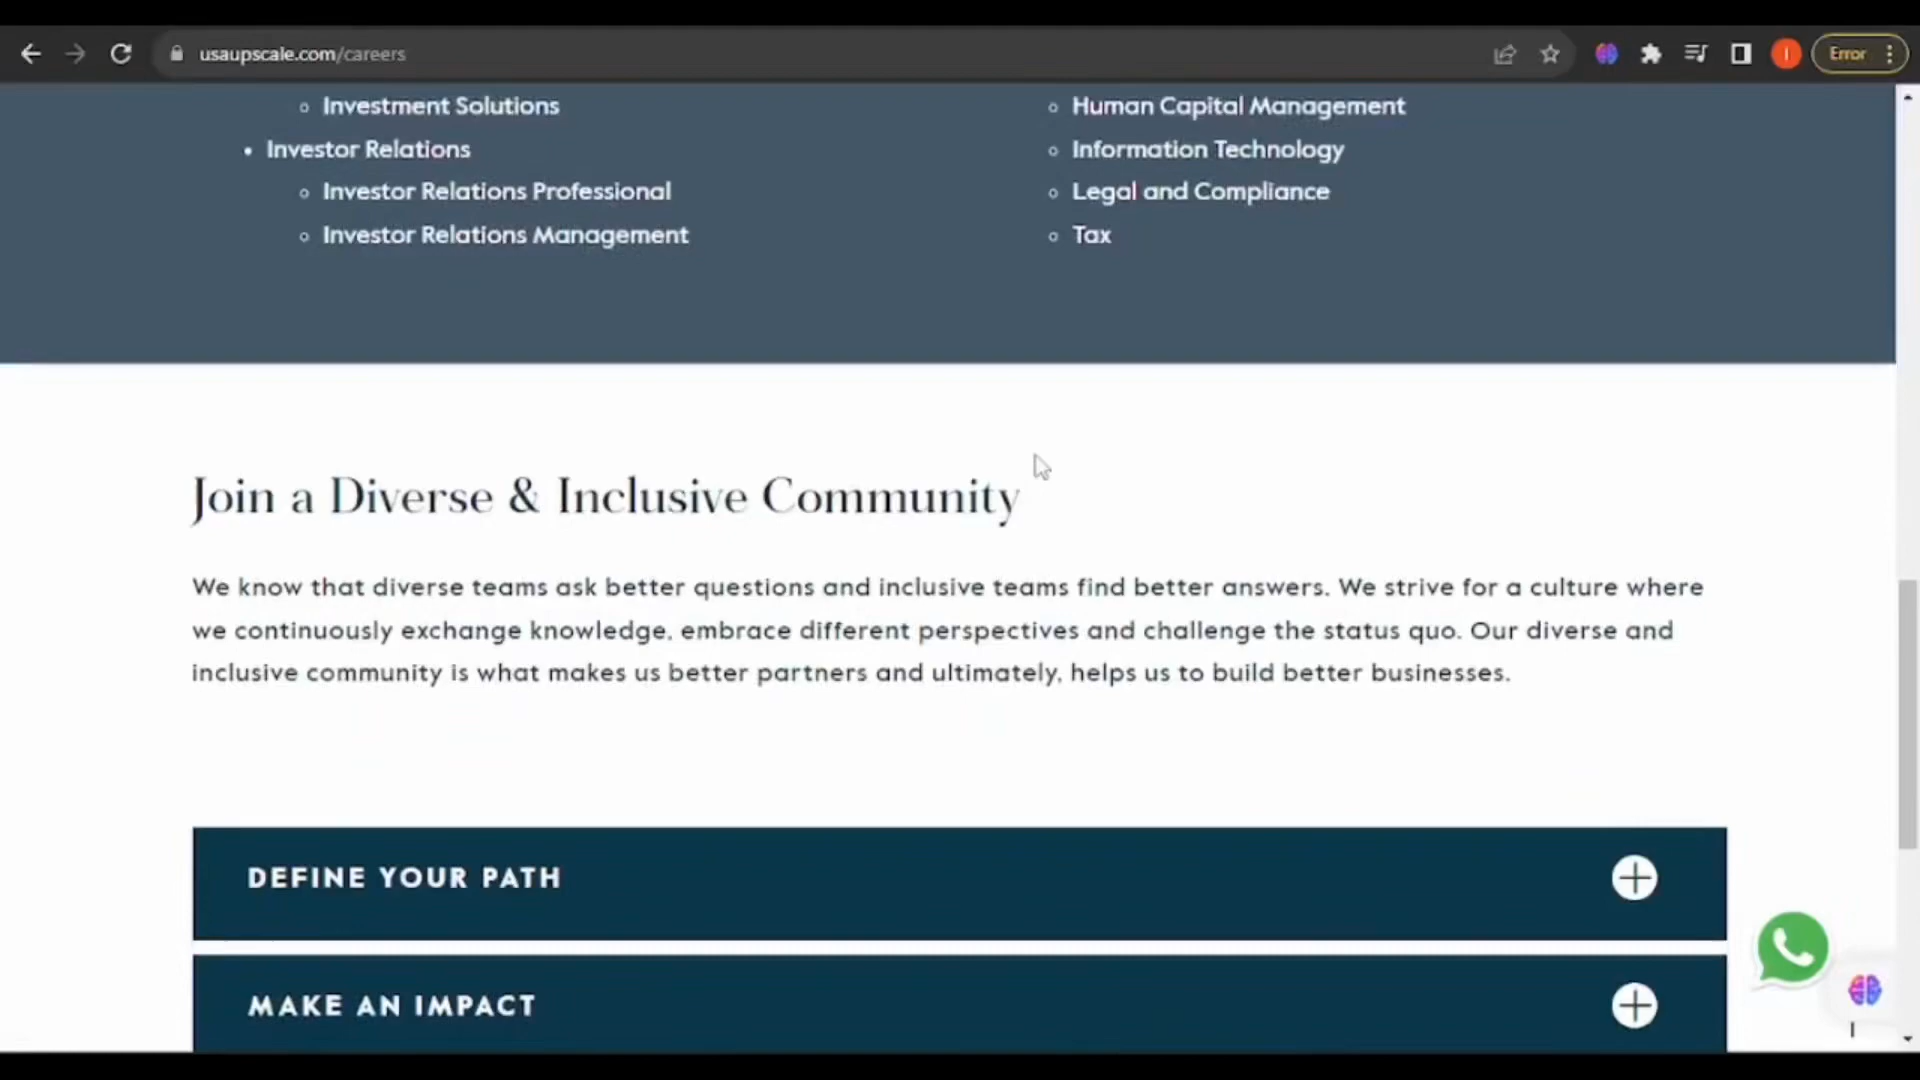 usaupscale.com/careers
I
Error
Investment Solutions
Investor Relations
Investor Relations Professional
Investor Relations Management
Human Capital Management
Information Technology
Legal and Compliance
Tax
Join a Diverse & Inclusive Community
We know that diverse teams ask better questions and inclusive teams find better answers. We strive for a culture where
we continuously exchange knowledge, embrace different perspectives and challenge the status quo. Our diverse and
inclusive community is what makes us better partners and ultimately, helps us to build better businesses.
DEFINE YOUR PATH
MAKE AN IMPACT